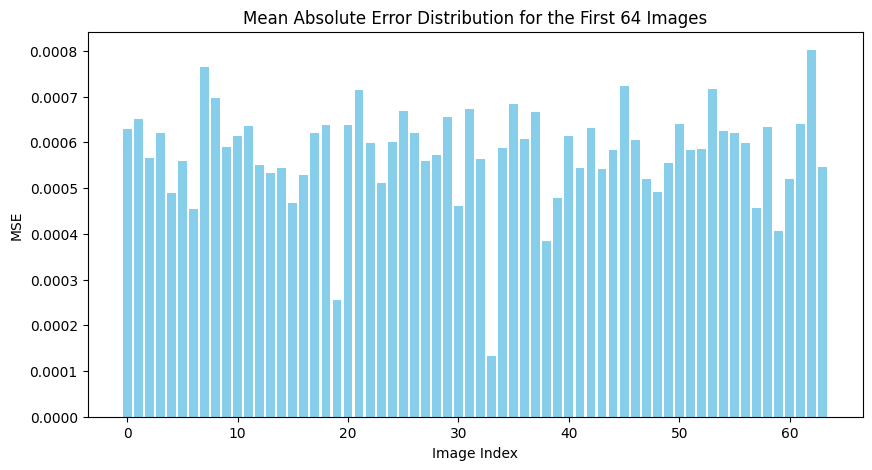 Mean Absolute Error Distribution for the First 64 Images
0.0008
0.0007
0.0006
0.0005
0.0004
0.0003
0.0002
0.0001
0.0000
MSE
0 10 20 30 40 50 60
Image Index